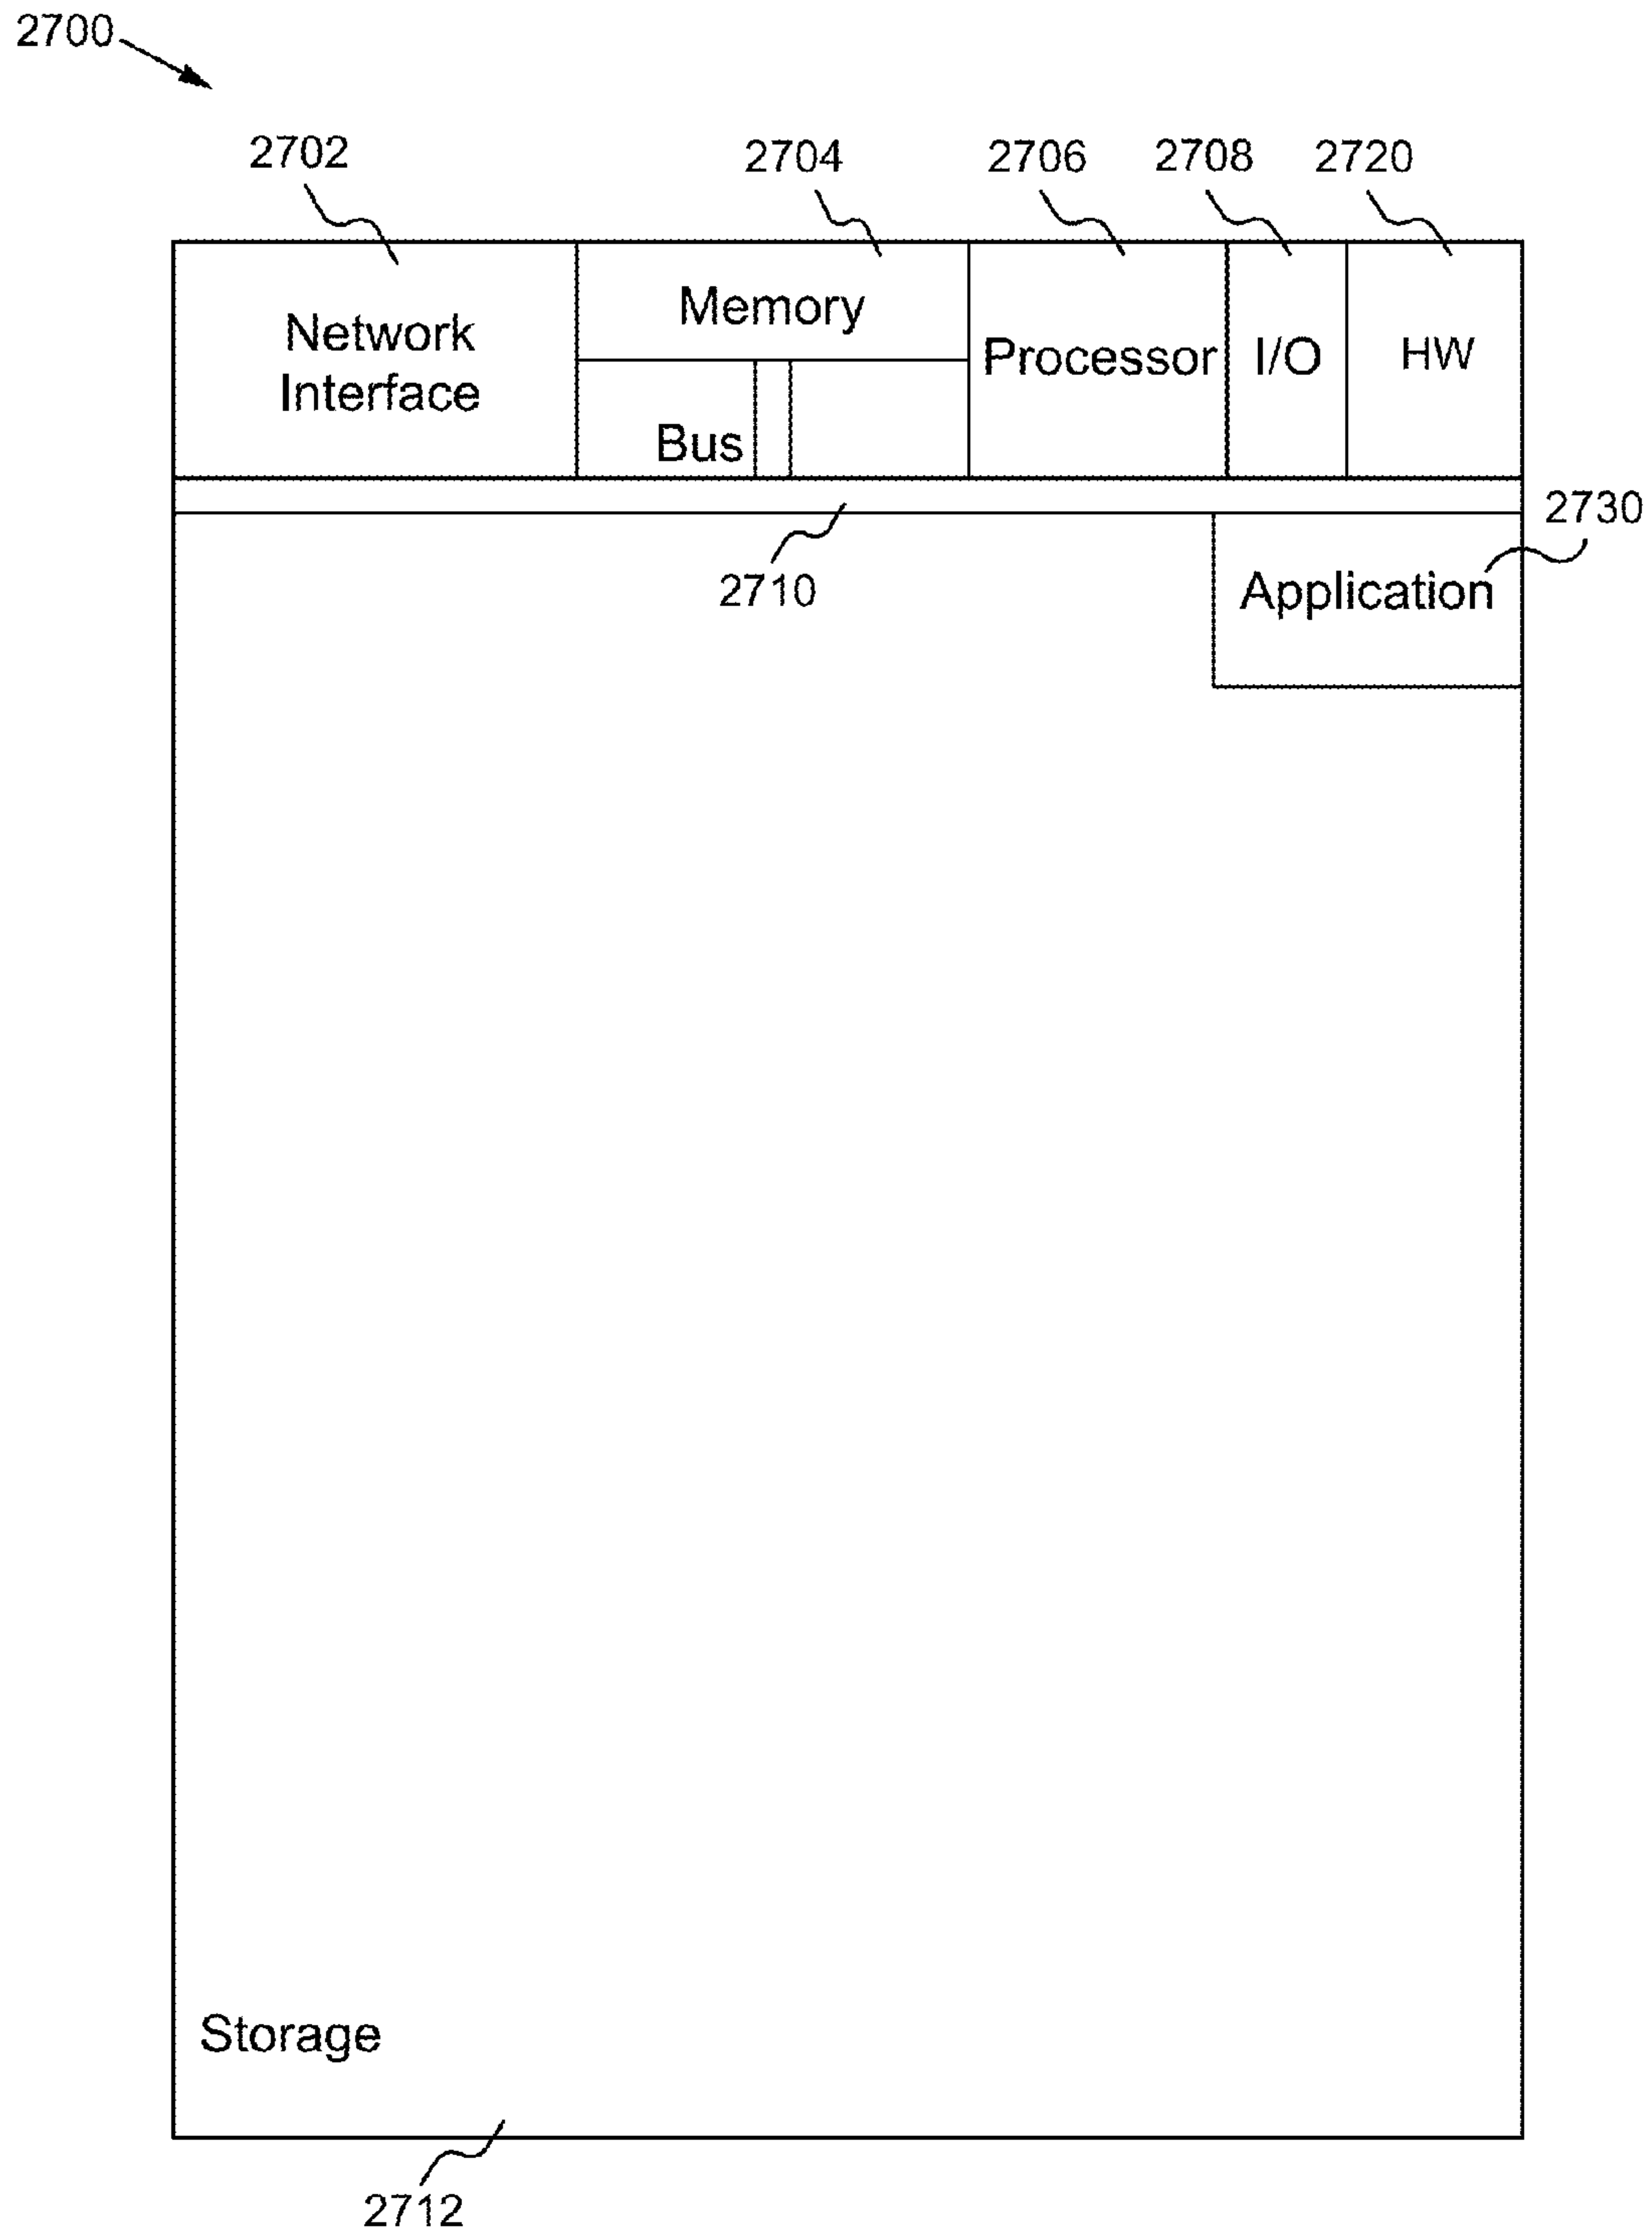 2700
2702
2704
2706
2708
2720
Network
Interface
Memory
Processor
I/O
HW
Bus
2730
2710
Application
Storage
2712